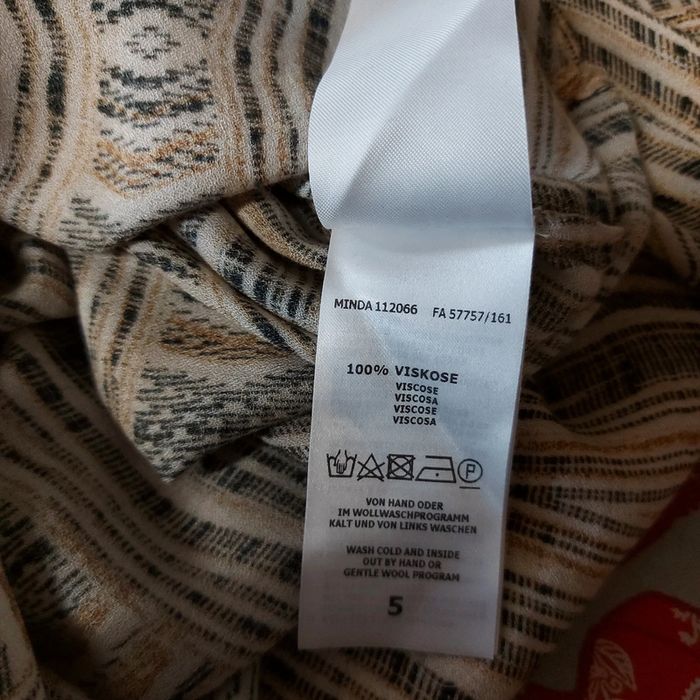 MINDA 112066 FA 57757/161
100% VISKOSE
VISCOSE
VISCOSA
VISCOSE
VISCOSA
P
VON HAND ODER
IM WOLLWASCHPROGRAMM
KALT UND VON LINKS WASCHEN
WASH COLD AND INSIDE
OUT BY HAND OR
GENTLE WOOL PROGRAM
5